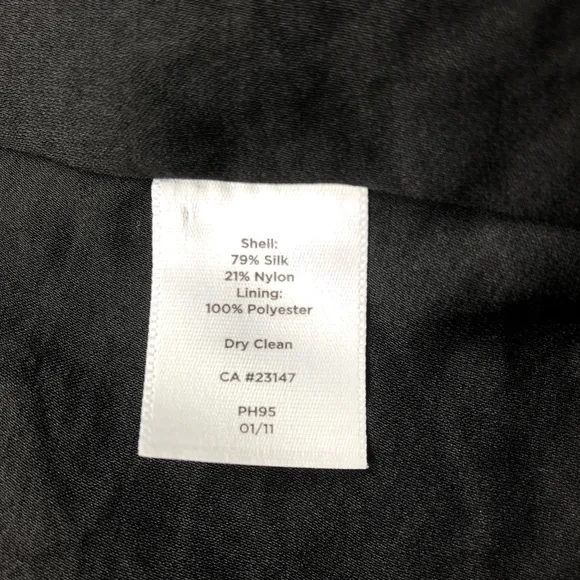 Shell:
79% Silk
21% Nylon
Lining:
100% Polyester
Dry Clean
CA #23147
PH95
01/11